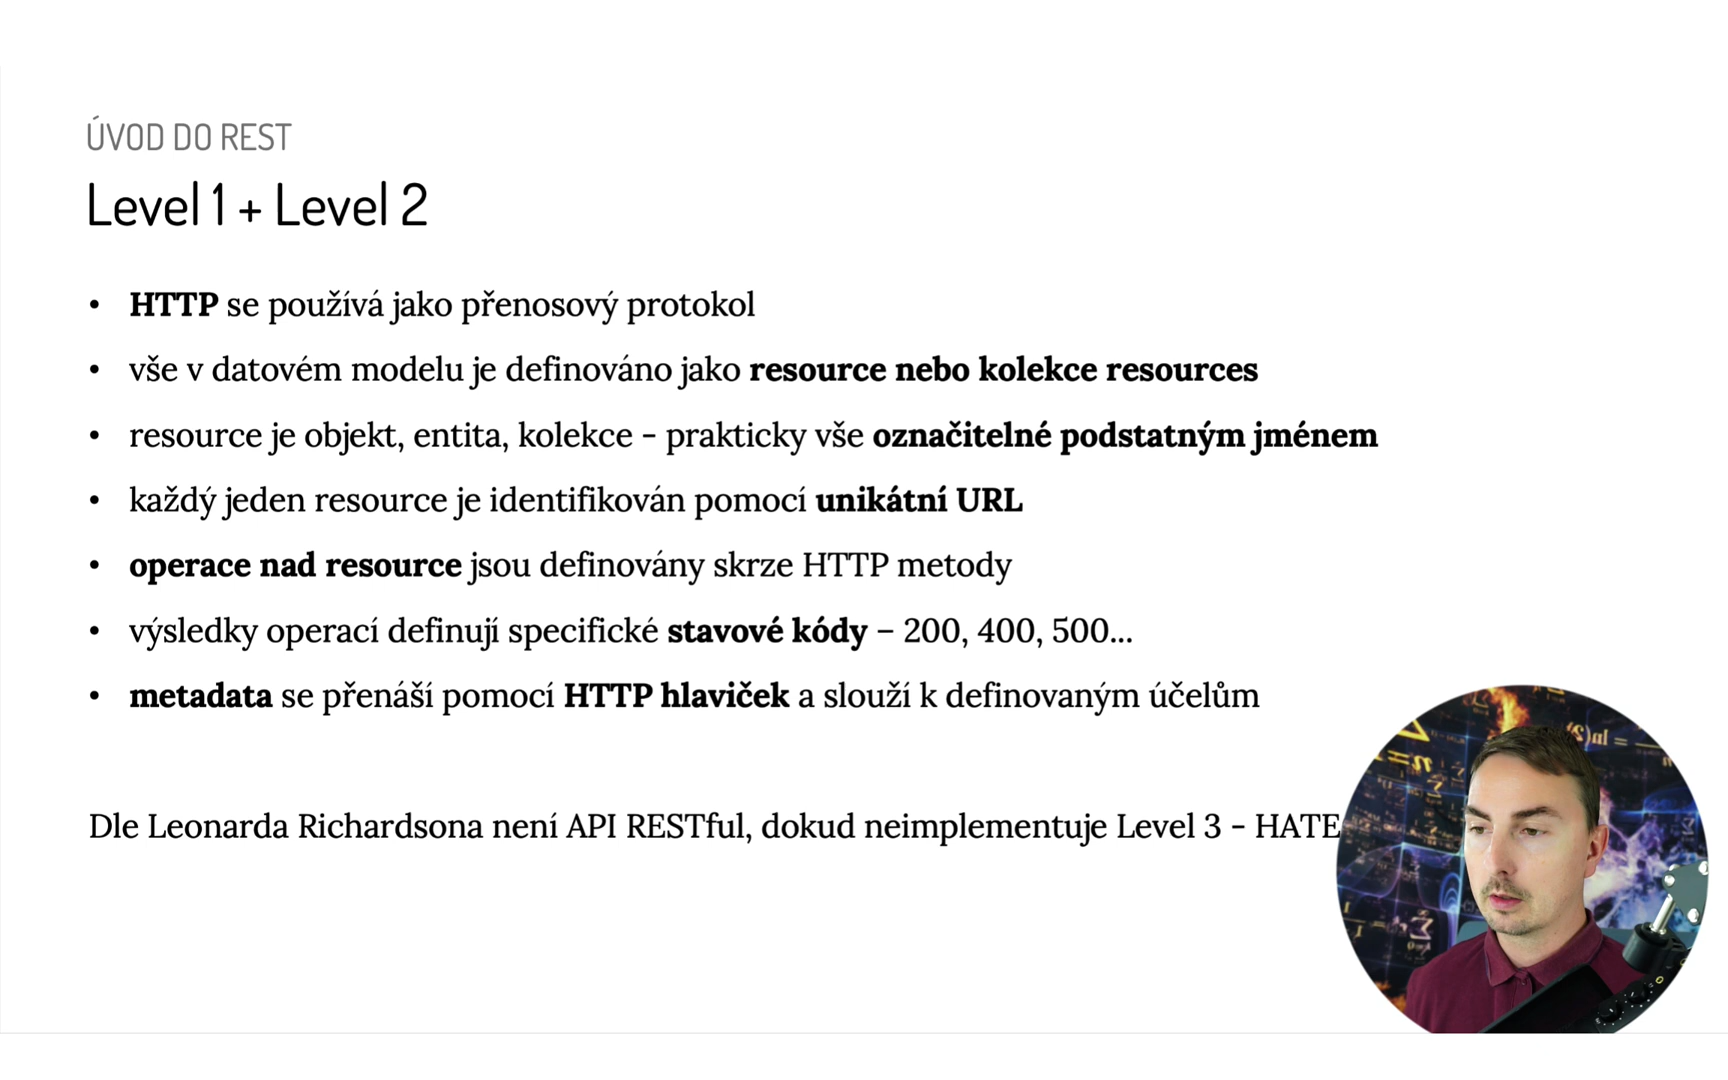 ÚVOD DO REST
Level 1 + Level 2
• HTTP se používá jako přenosový protokol
• vše v datovém modelu je definováno jako resource nebo kolekce resources
• resource je objekt, entita, kolekce - prakticky vše označitelné podstatným jménem
• každý jeden resource je identifikován pomocí unikátní URL
• operace nad resource jsou definovány skrze HTTP metody
• výsledky operací definují specifické stavové kódy – 200, 400, 500...
• metadata se přenáší pomocí HTTP hlaviček a slouží k definovaným účelům
Dle Leonarda Richardsona není API RESTful, dokud neimplementuje Level 3 - HATE